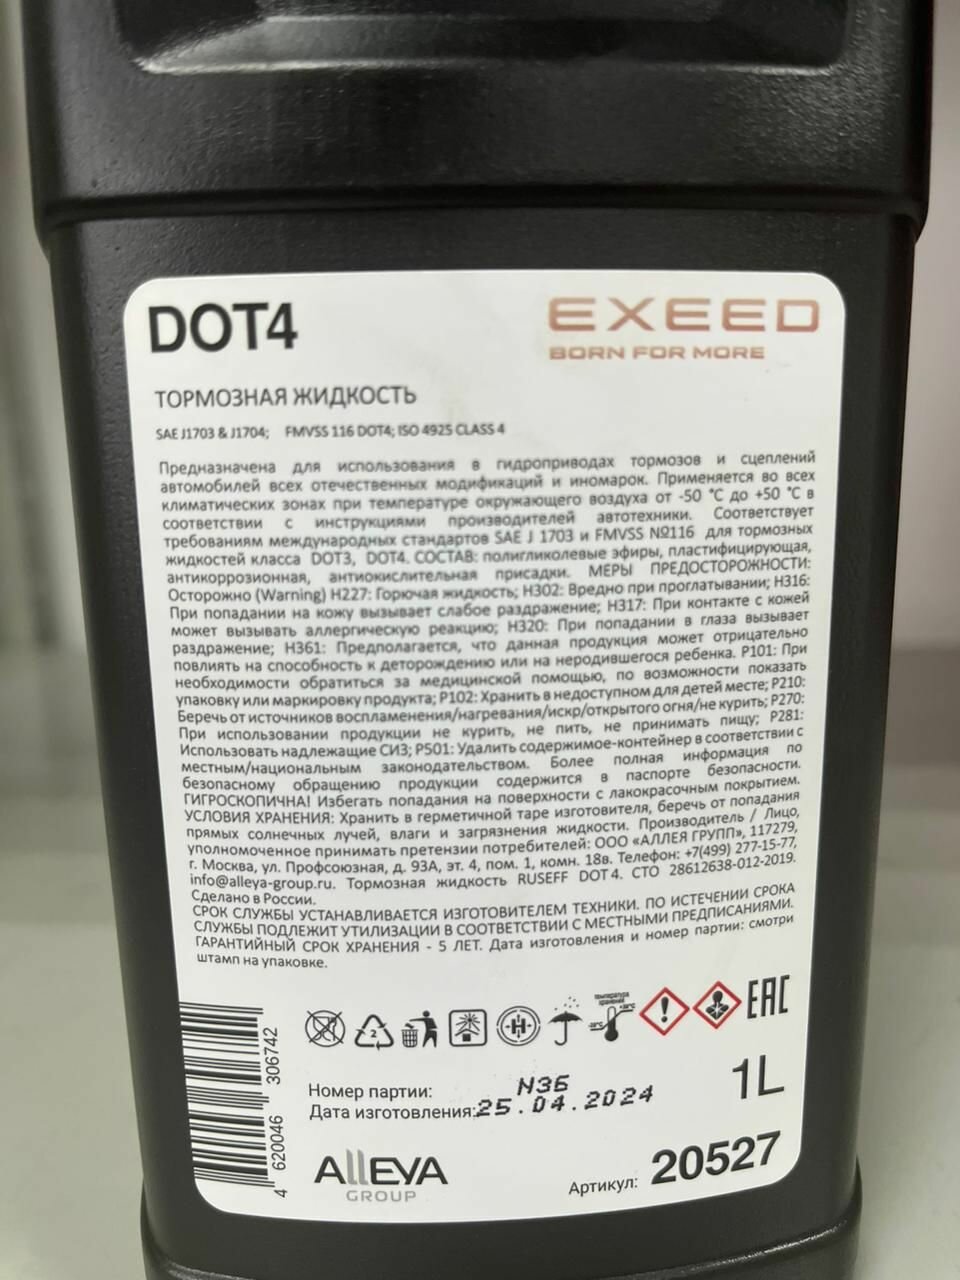 DOT4
EXEED
BORN FOR MORE
ТОРМОЗНАЯ ЖИДКОСТЬ
SAE J1703 & J1704; FMVSS 116 DOT4; ISO 4925 CLASS 4
Предназначена для использования в гидроприводах тормозов и сцеплений
автомобилей всех отечественных модификаций и иномарок. Применяется во всех
климатических зонах при температуре окружающего воздуха от -50 °С до +50 °С в
соответствии с инструкциями производителей автотехники. Соответствует
требованиям международных стандартов SAE J 1703 и FMVSS №116 для тормозных
жидкостей класса DOT3, DOT4. СОСТАВ: полигликолевые эфиры, пластифицирующая,
антикоррозионная, антиокислительная присадки. МЕРЫ ПРЕДОСТОРОЖНОСТИ:
Осторожно (Warning) H227: Горючая жидкость; H302: Вредно при проглатывании; H316:
При попадании на кожу вызывает слабое раздражение; H317: При контакте с кожей
может вызывать аллергическую реакцию; H320: При попадании в глаза вызывает
раздражение; H361: Предполагается, что данная продукция может отрицательно
повлиять на способность к деторождению или на неродившегося ребенка. P101: При
необходимости обратиться за медицинской помощью, по возможности показать
упаковку или маркировку продукта; P102: Хранить в недоступном для детей месте; P210:
Беречь от источников воспламенения/нагревания/искр/открытого огня/не курить; P270:
При использовании продукции не курить, не пить, не принимать пищу; P281:
Использовать надлежащие СИЗ; P501: Удалить содержимое-контейнер в соответствии с
местным/национальным законодательством. Более полная информация по
безопасному обращению продукции содержится в паспорте безопасности.
ГИГРОСКОПИЧНА! Избегать попадания на поверхности с лакокрасочным покрытием.
УСЛОВИЯ ХРАНЕНИЯ: Хранить в герметичной таре изготовителя, беречь от попадания
прямых солнечных лучей, влаги и загрязнения жидкости. Производитель / Лицо,
уполномоченное принимать претензии потребителей: ООО «АЛЛЕЯ ГРУПП», 117279,
г. Москва, ул. Профсоюзная, д. 93А, эт. 4, пом. 1, комн. 18в. Телефон: +7(499) 277-15-77,
info@alleya-group.ru. Тормозная жидкость RUSEFF DOT 4. СТО 28612638-012-2019.
Сделано в России.
СРОК СЛУЖБЫ УСТАНАВЛИВАЕТСЯ ИЗГОТОВИТЕЛЕМ ТЕХНИКИ. ПО ИСТЕЧЕНИИ СРОКА
СЛУЖБЫ ПОДЛЕЖИТ УТИЛИЗАЦИИ В СООТВЕТСТВИИ С МЕСТНЫМИ ПРЕДПИСАНИЯМИ.
ГАРАНТИЙНЫЙ СРОК ХРАНЕНИЯ - 5 ЛЕТ. Дата изготовления и номер партии: смотри
штамп на упаковке.
температура
хранения
2
H
EAC
Номер партии: N3Б
Дата изготовления: 25.04.2024
1L
4 620046 306742
ALLEYA
GROUP
Артикул: 20527